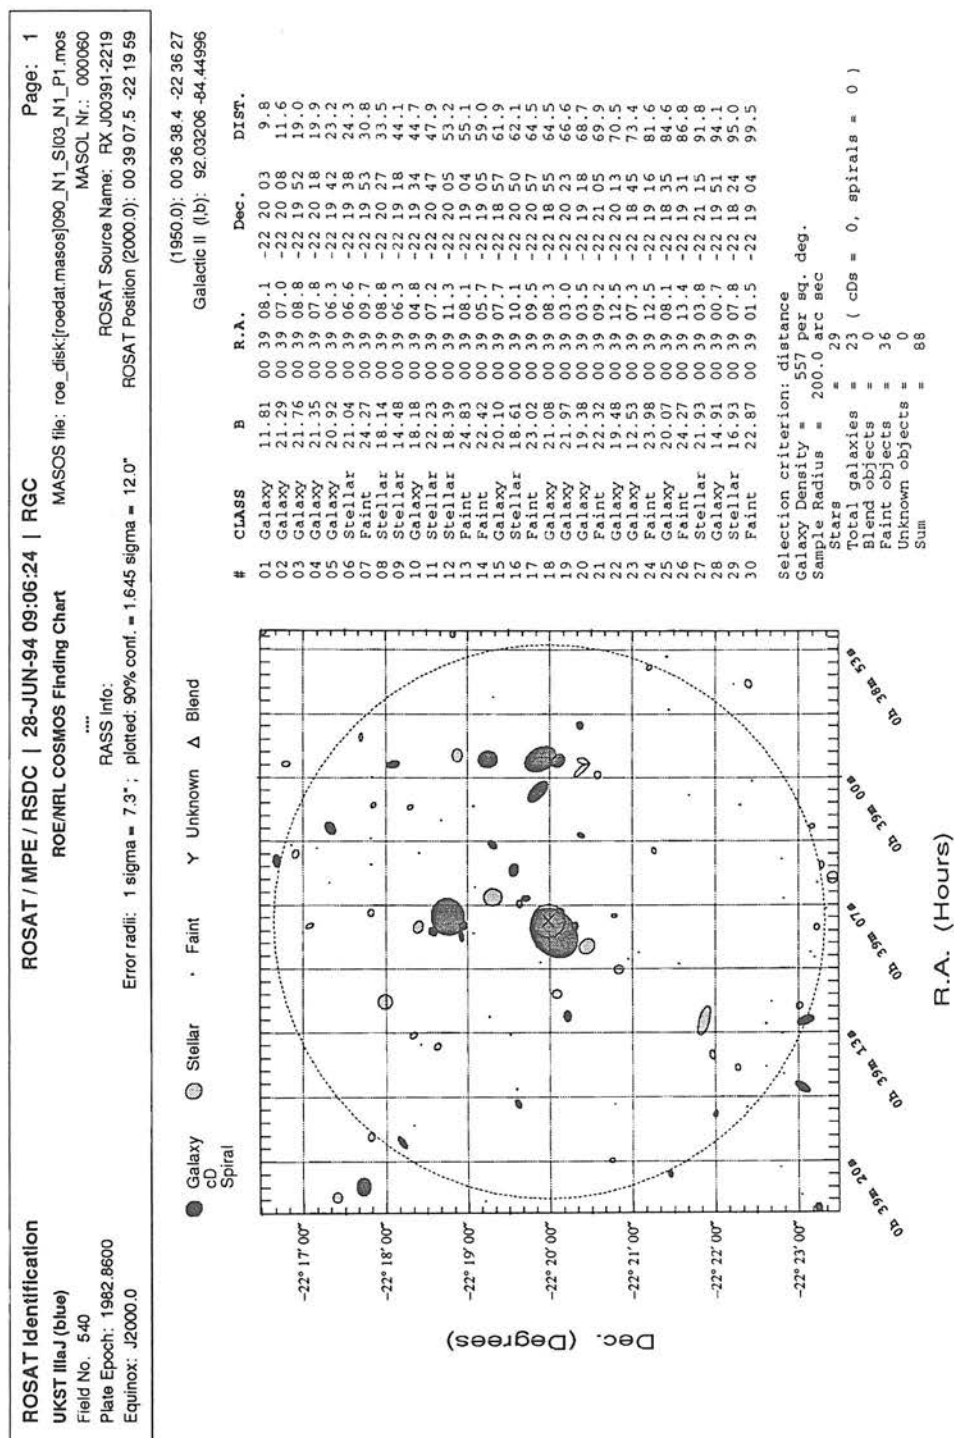 ROSAT Identification ROSAT / MPE / RSDC | 28-JUN-94 09:06:24 | RGC Page: 1
UKST IIIaJ (blue) ROE/NRL COSMOS Finding Chart MASOS file: roe_disk:[roedat.masos]090_N1_SI03_N1_P1.mos
Field No. 540 **** MASOL Nr.: 000060
Plate Epoch: 1982.8600 RASS Info: ROSAT Source Name: RX J00391-2219
Equinox: J2000.0 Error radii: 1 sigma = 7.3" ; plotted: 90% conf. = 1.645 sigma = 12.0" ROSAT Position (2000.0): 00 39 07.5 -22 19 59
(1950.0): 00 36 38.4 -22 36 27
Galactic II (l,b): 92.03206 -84.44996
Galaxy Stellar Faint Unknown Blend
cD
Spiral
-22° 17' 00"
-22° 18' 00"
-22° 19' 00"
-22° 20' 00"
-22° 21' 00"
-22° 22' 00"
-22° 23' 00"
Dec. (Degrees)
0h 39m 20s 0h 39m 13s 0h 39m 07s 0h 39m 00s 0h 38m 53s
R.A. (Hours)
# CLASS B R.A. Dec. DIST.
01 Galaxy 11.81 00 39 08.1 -22 20 03 9.8
02 Galaxy 21.29 00 39 07.0 -22 20 08 11.6
03 Galaxy 21.76 00 39 08.8 -22 19 52 19.0
04 Galaxy 21.35 00 39 07.8 -22 20 18 19.9
05 Galaxy 20.92 00 39 06.3 -22 19 42 23.2
06 Stellar 21.04 00 39 06.6 -22 19 38 24.3
07 Faint 24.27 00 39 09.7 -22 19 53 30.8
08 Stellar 18.14 00 39 08.8 -22 20 27 33.5
09 Stellar 14.48 00 39 06.3 -22 19 18 44.1
10 Galaxy 18.18 00 39 04.8 -22 19 34 44.7
11 Stellar 22.23 00 39 07.2 -22 20 47 47.9
12 Stellar 18.39 00 39 11.3 -22 20 05 53.2
13 Faint 24.83 00 39 08.1 -22 19 04 55.1
14 Faint 22.42 00 39 05.7 -22 19 05 59.0
15 Galaxy 20.10 00 39 07.7 -22 18 57 61.9
16 Stellar 18.61 00 39 10.1 -22 20 50 62.1
17 Faint 23.02 00 39 09.5 -22 20 57 64.5
18 Galaxy 21.08 00 39 08.3 -22 18 55 64.5
19 Galaxy 21.97 00 39 03.0 -22 20 23 66.6
20 Galaxy 19.38 00 39 03.5 -22 19 18 68.7
21 Faint 22.32 00 39 09.2 -22 21 05 69.9
22 Galaxy 19.48 00 39 12.5 -22 20 13 70.5
23 Galaxy 12.53 00 39 07.3 -22 18 45 73.4
24 Faint 23.98 00 39 12.5 -22 19 16 81.6
25 Galaxy 20.07 00 39 08.1 -22 18 35 84.6
26 Faint 24.27 00 39 13.4 -22 19 31 86.8
27 Stellar 21.93 00 39 03.8 -22 21 15 91.8
28 Galaxy 14.91 00 39 00.7 -22 19 51 94.1
29 Stellar 16.93 00 39 07.8 -22 18 24 95.0
30 Faint 22.87 00 39 01.5 -22 19 04 99.5
Selection criterion: distance
Galaxy Density = 557 per sq. deg.
Sample Radius = 200.0 arc sec
Stars = 29
Total galaxies = 23 ( cDs = 0, spirals = 0 )
Blend objects = 0
Faint objects = 36
Unknown objects = 0
Sum = 88